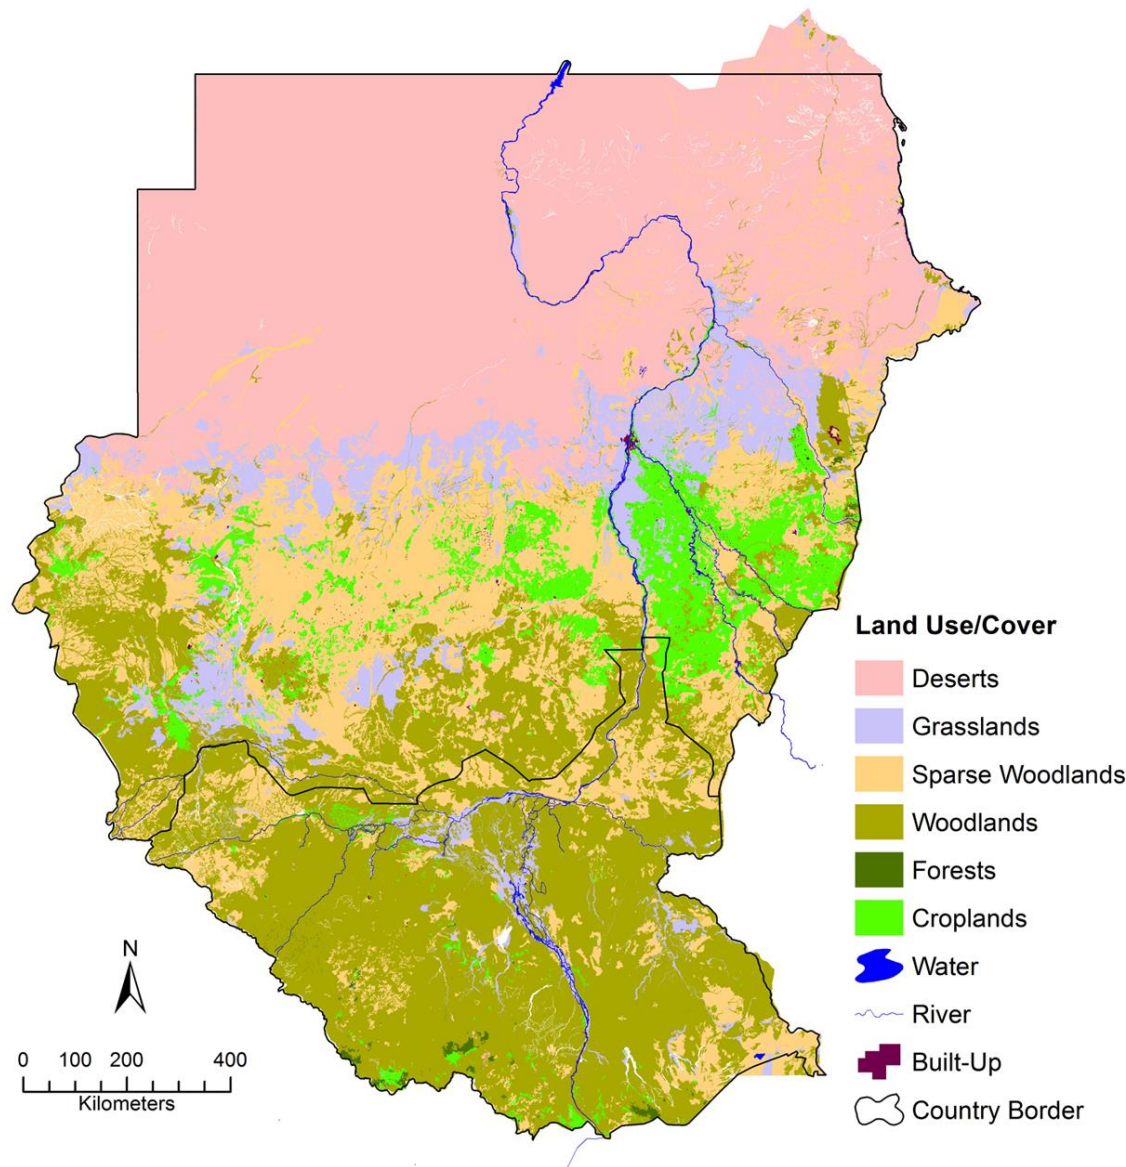 Land Use/Cover
Deserts
Grasslands
Sparse Woodlands
Woodlands
Forests
Croplands
Water
River
Built-Up
Country Border
N
0 100 200 400
Kilometers